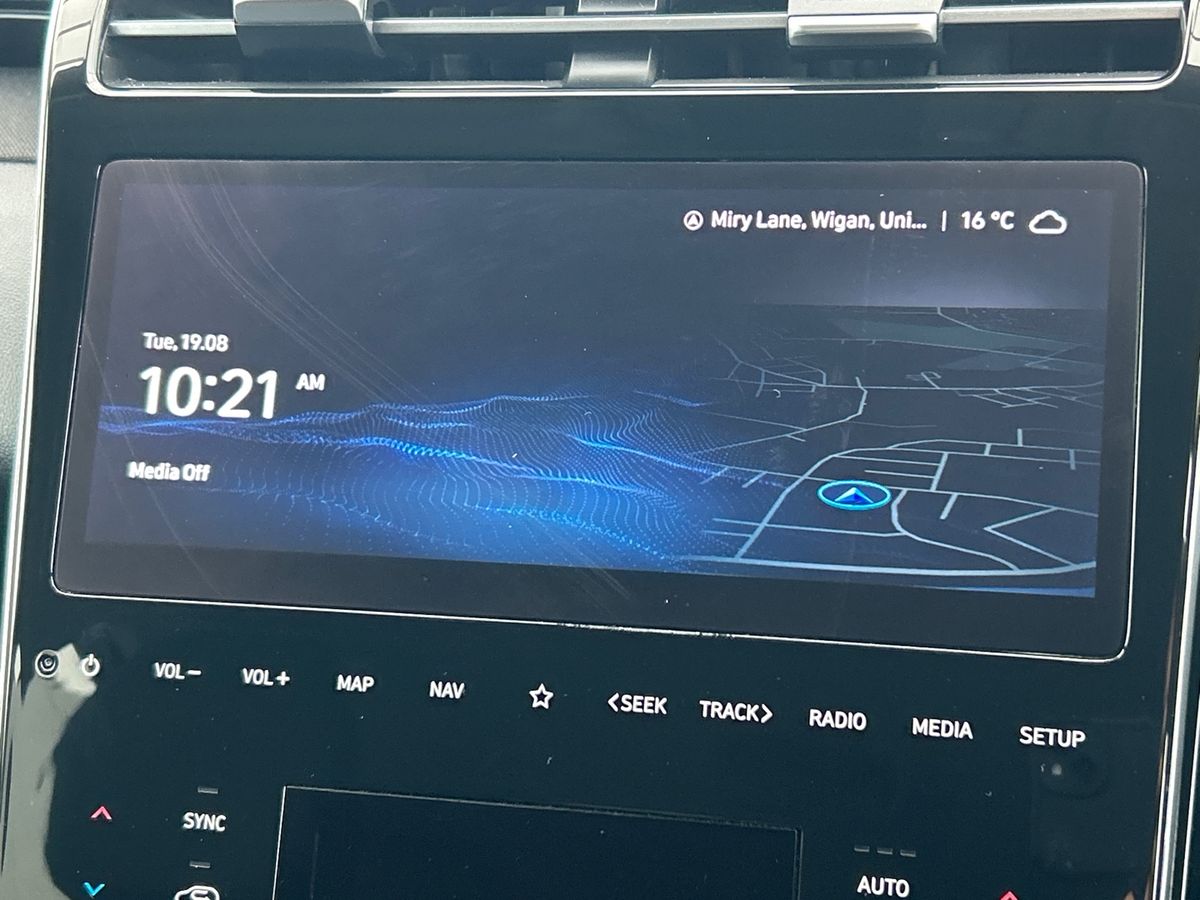 Miry Lane, Wigan, Uni... | 16 °C
Tue, 19.08
10:21 AM
Media Off
VOL− VOL+ MAP NAV <SEEK TRACK> RADIO MEDIA SETUP
SYNC
AUTO